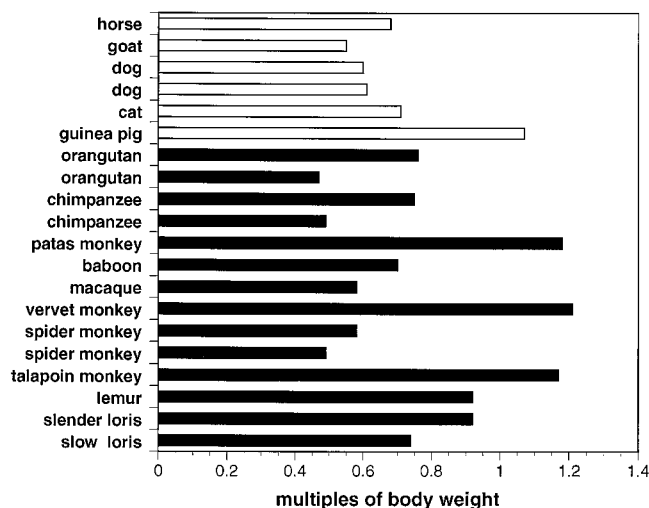 horse
goat
dog
dog
cat
guinea pig
orangutan
orangutan
chimpanzee
chimpanzee
patas monkey
baboon
macaque
vervet monkey
spider monkey
spider monkey
talapoin monkey
lemur
slender loris
slow loris
0 0.2 0.4 0.6 0.8 1 1.2 1.4
multiples of body weight